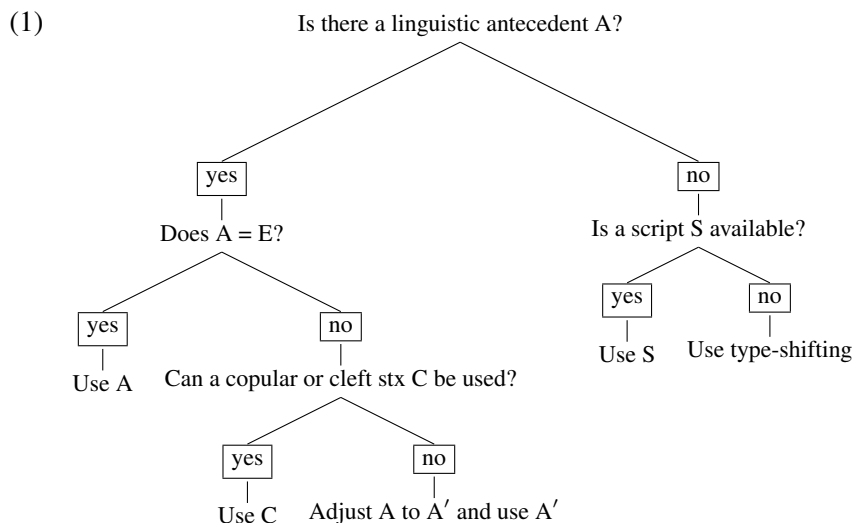 (1) Is there a linguistic antecedent A?
yes no
Does A = E? Is a script S available?
yes no yes no
Use A Can a copular or cleft stx C be used? Use S Use type-shifting
yes no
Use C Adjust A to A′ and use A′